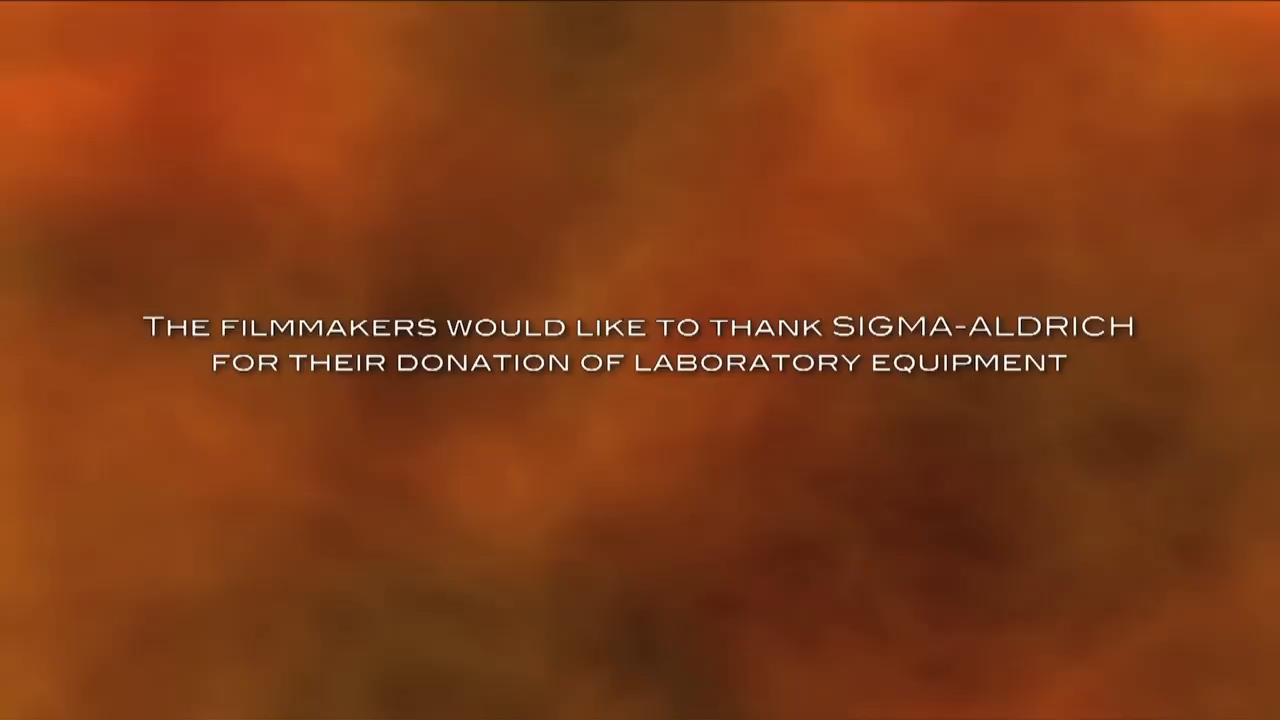 The filmmakers would like to thank SIGMA-ALDRICH
for their donation of laboratory equipment